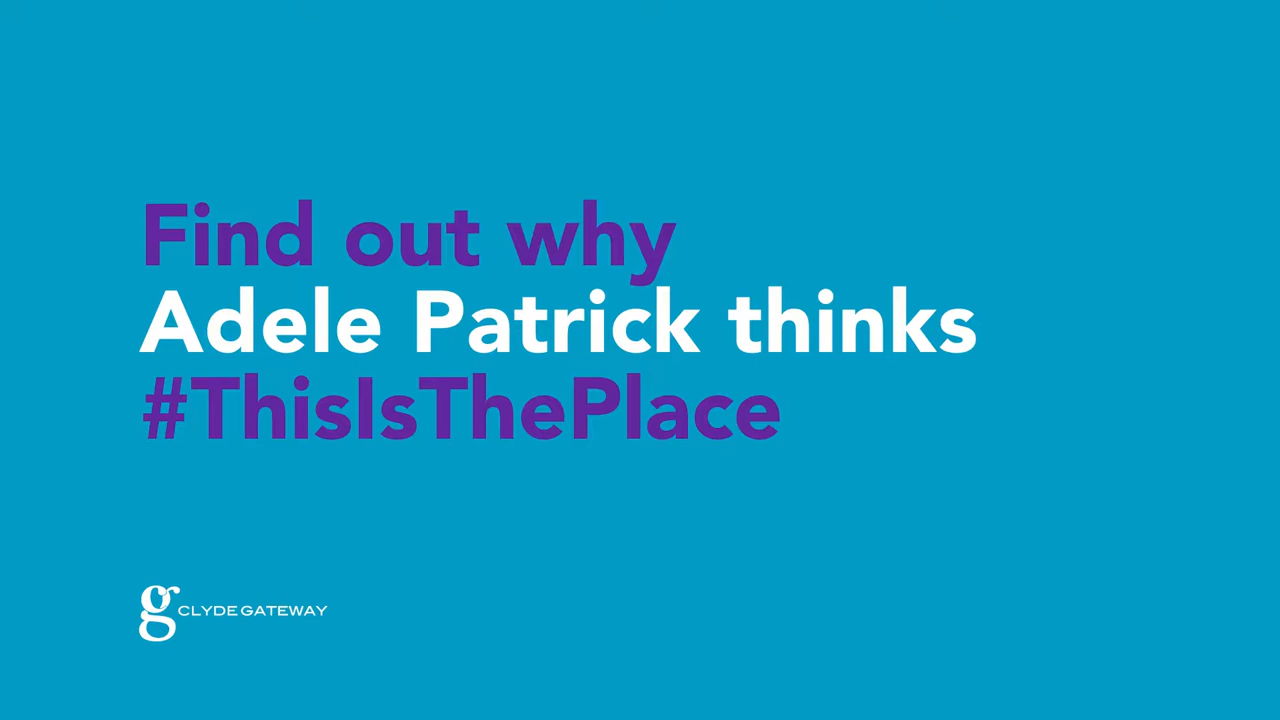 Find out why
Adele Patrick thinks
#ThisIsThePlace
g CLYDE GATEWAY